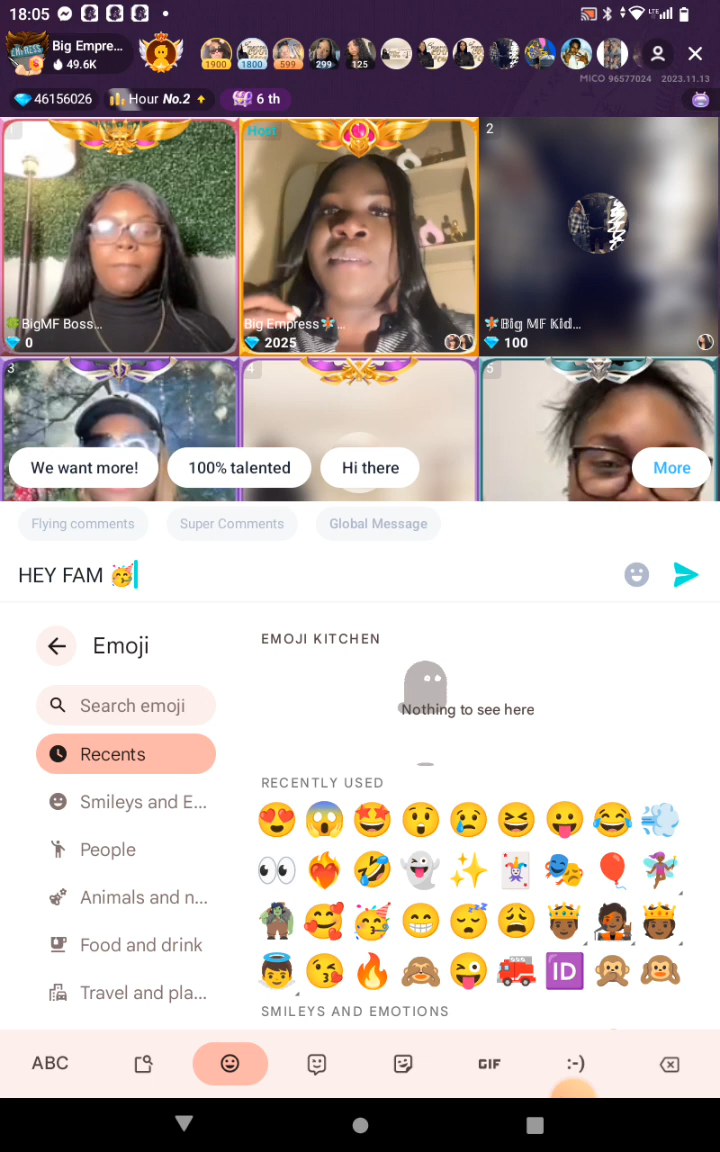 18:05
LTE
Big Empre...
49.6K
1900
1800
599
299
125
MICO 96577024 2023.11.13
46156026
Hour No.2
6 th
1
Host
2
🍀BigMF Boss...
0
Big Empress🧚...
2025
🧚Big MF Kid...
100
3
4
5
We want more!
100% talented
Hi there
More
Flying comments
Super Comments
Global Message
HEY FAM 🥳
Emoji
EMOJI KITCHEN
Search emoji
Nothing to see here
Recents
RECENTLY USED
Smileys and E...
People
Animals and n...
Food and drink
Travel and pla...
ID
SMILEYS AND EMOTIONS
ABC
GIF
:-)